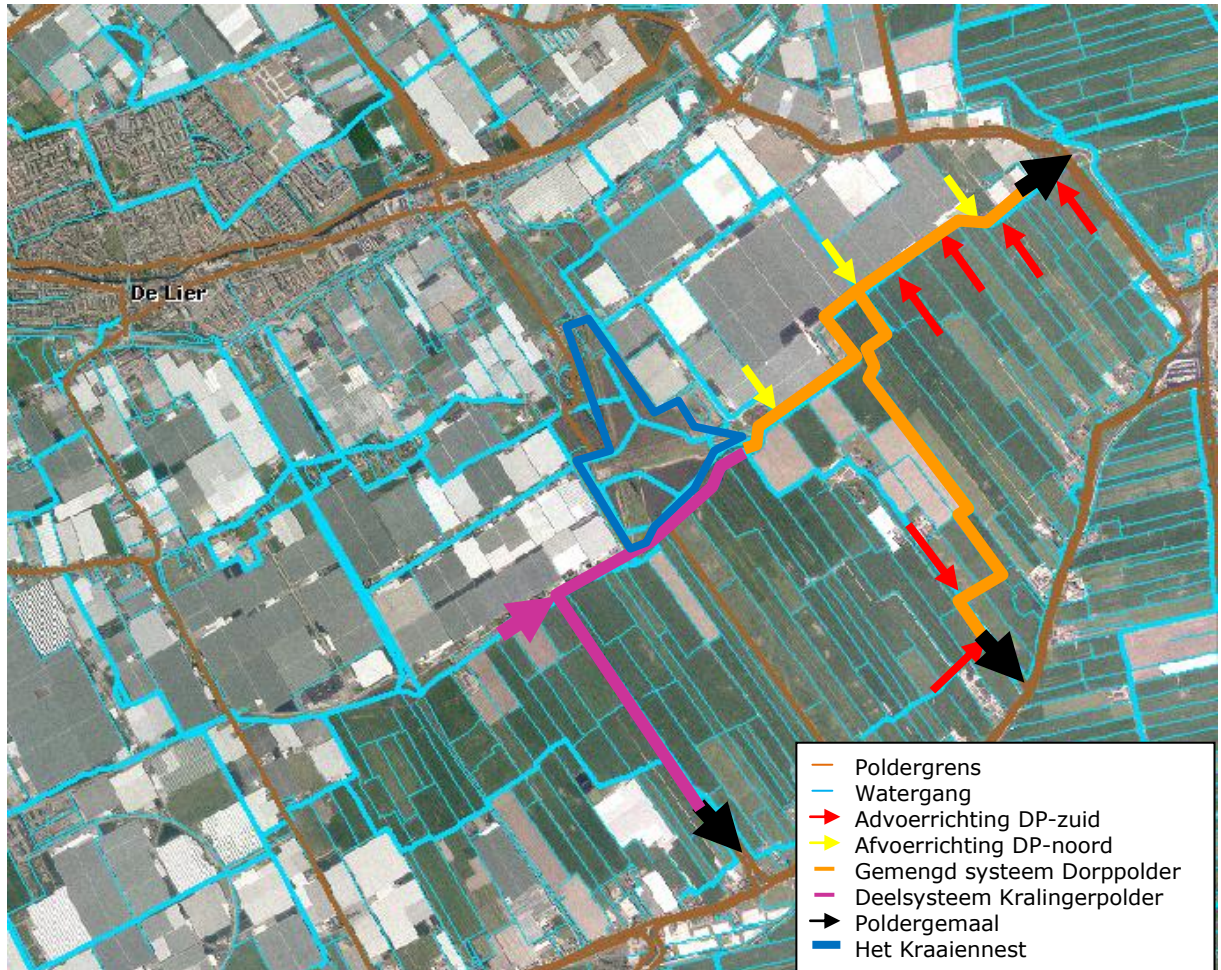 De Lier
Poldergrens
Watergang
Advoerrichting DP-zuid
Afvoerrichting DP-noord
Gemengd systeem Dorppolder
Deelsysteem Kralingerpolder
Poldergemaal
Het Kraaiennest